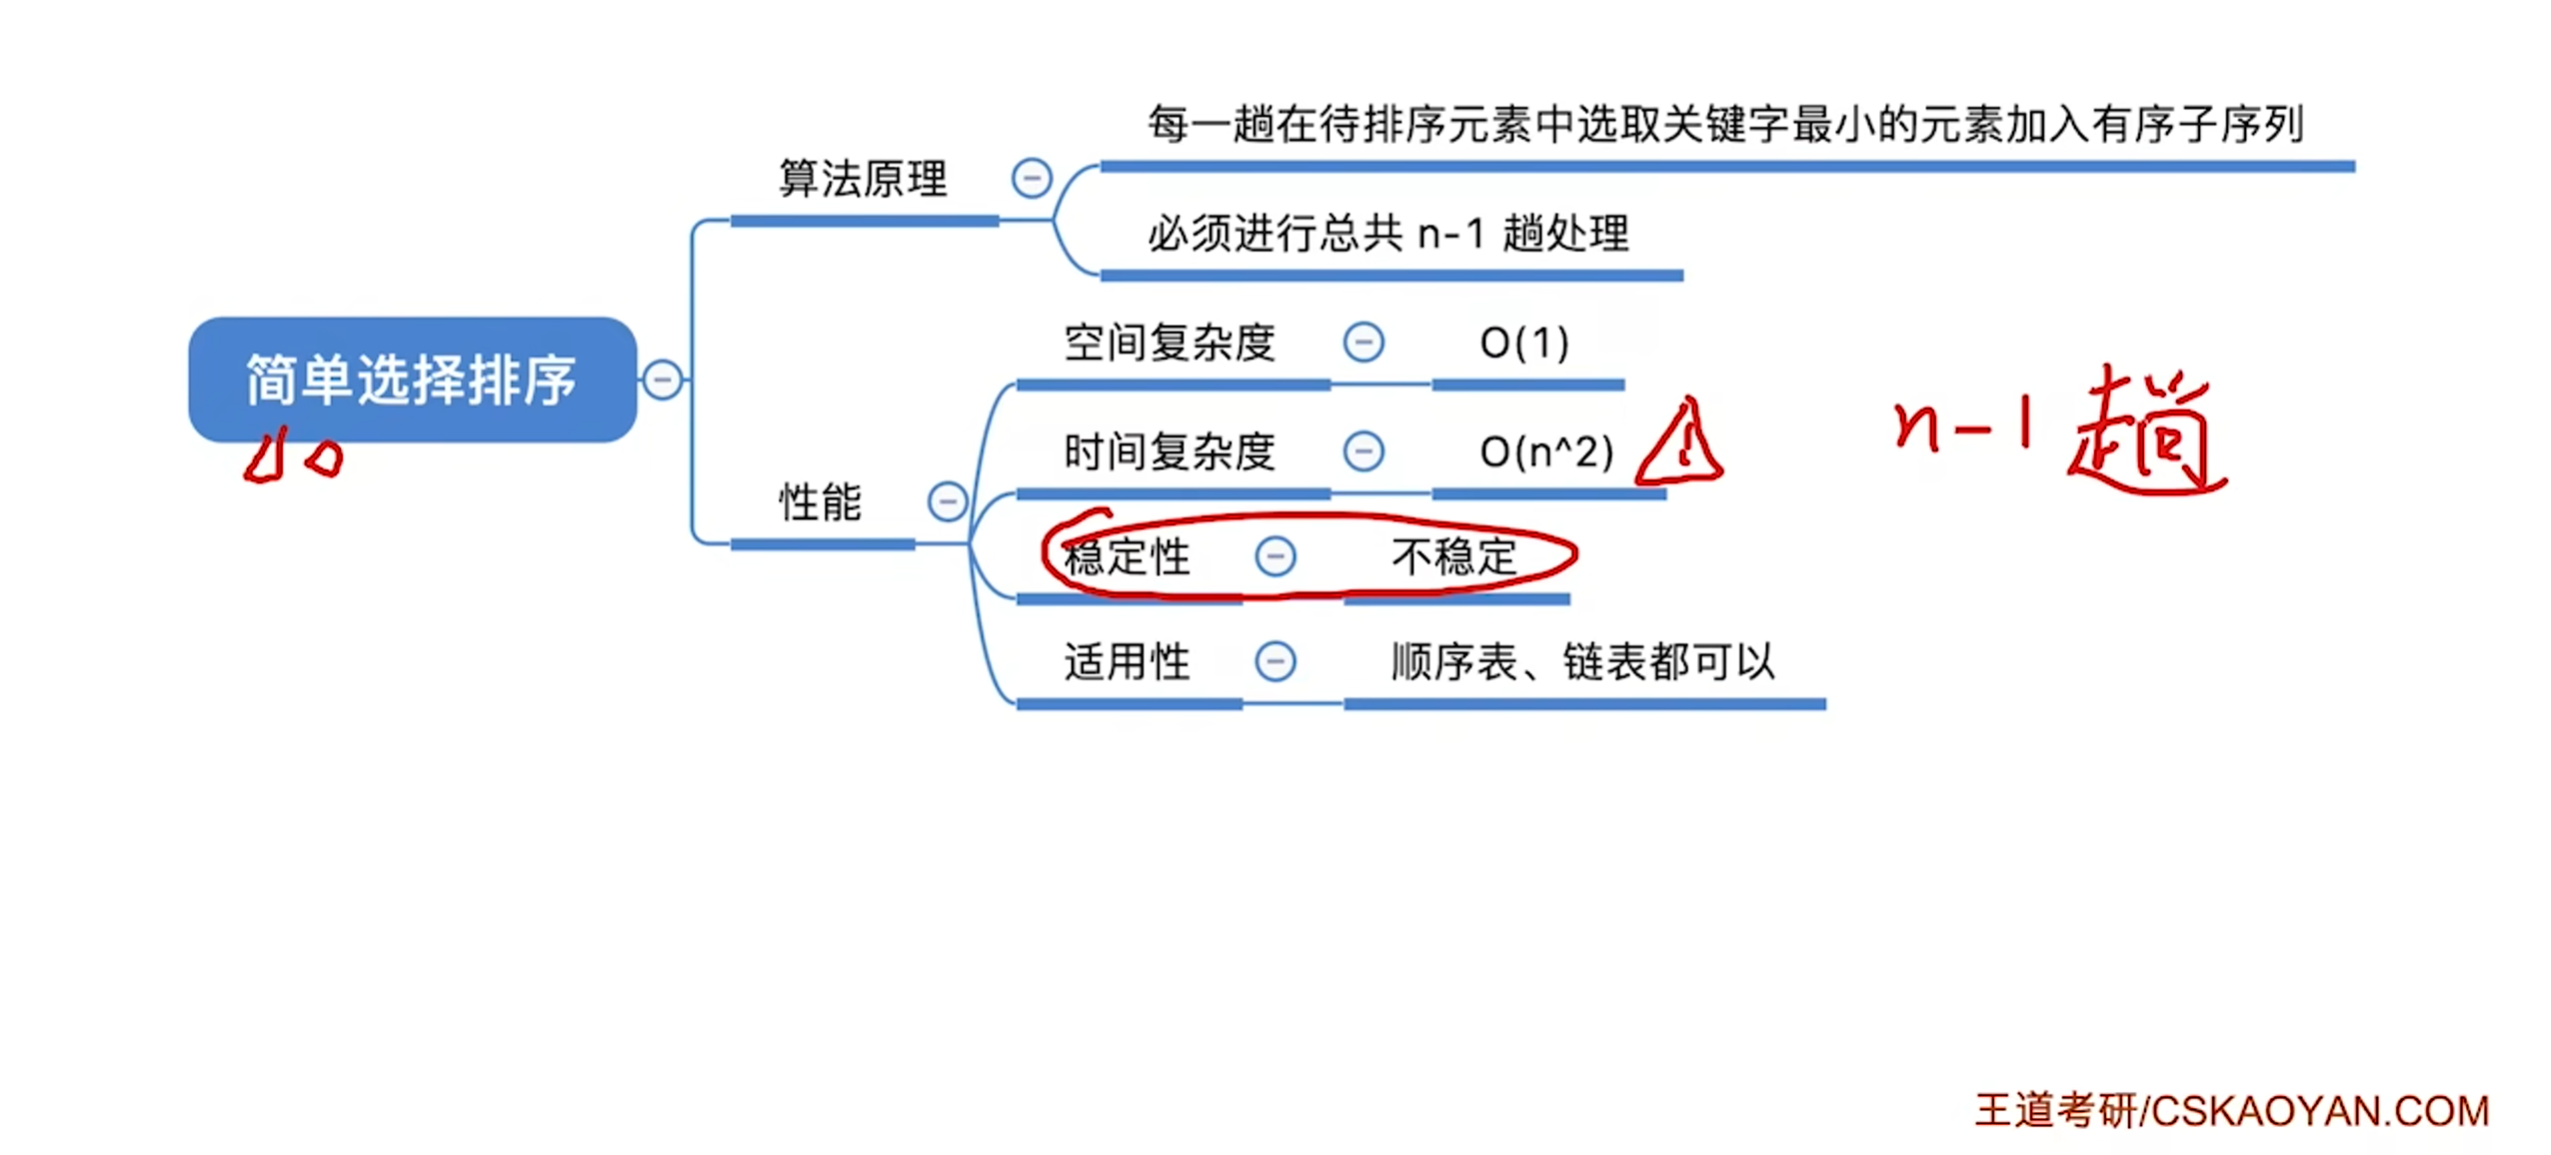 每一趟在待排序元素中选取关键字最小的元素加入有序子序列
算法原理
必须进行总共 n-1 趟处理
空间复杂度 O(1)
简单选择排序
时间复杂度 O(n^2) n-1 趟
性能
稳定性 不稳定
适用性 顺序表、链表都可以
王道考研/CSKAOYAN.COM